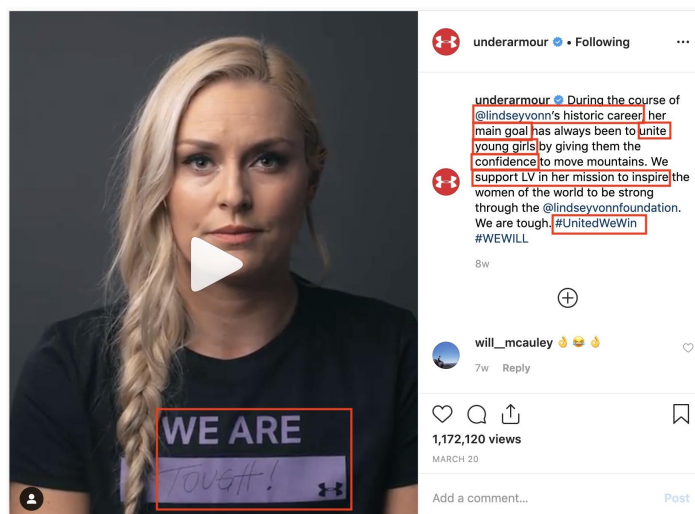 underarmour • Following
underarmour During the course of
@lindseyvonn's historic career, her
main goal has always been to unite
young girls by giving them the
confidence to move mountains. We
support LV in her mission to inspire the
women of the world to be strong
through the @lindseyvonnfoundation.
We are tough. #UnitedWeWin
#WEWILL
8w
will__mcauley 👌 😂 👌
7w Reply
1,172,120 views
MARCH 20
Add a comment... Post
WE ARE
TOUGH!